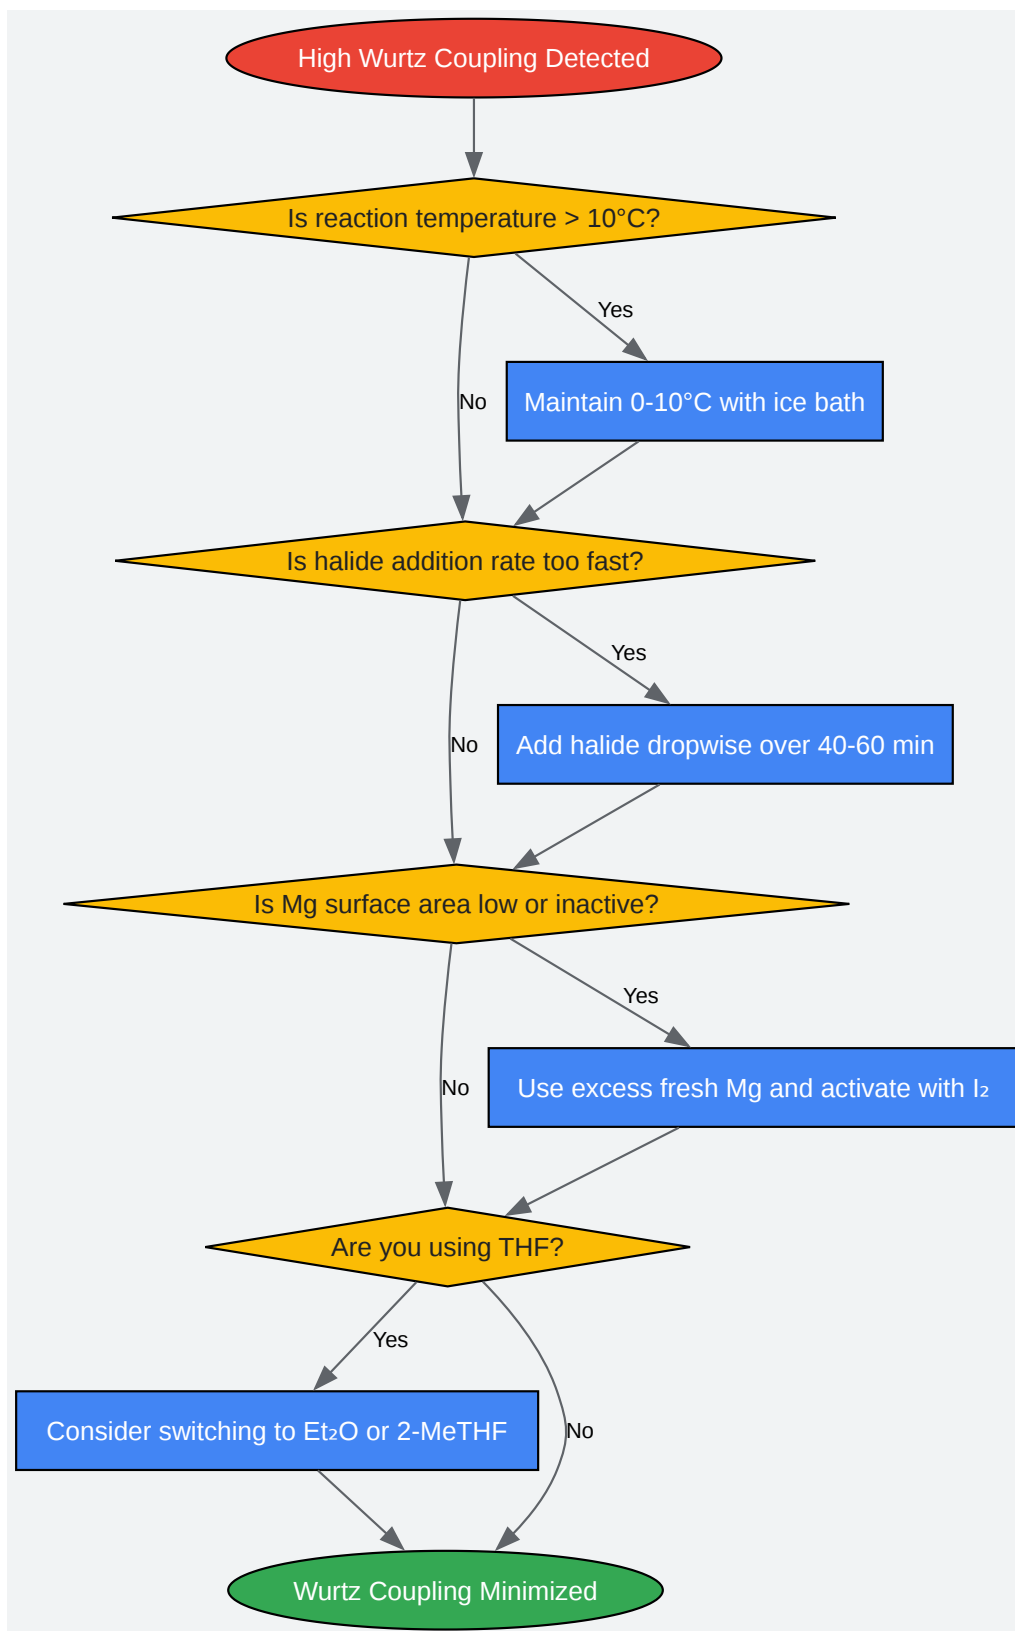 High Wurtz Coupling Detected
Is reaction temperature > 10°C?
Yes
No
Maintain 0-10°C with ice bath
Is halide addition rate too fast?
Yes
No
Add halide dropwise over 40-60 min
Is Mg surface area low or inactive?
Yes
No
Use excess fresh Mg and activate with I₂
Are you using THF?
Yes
Consider switching to Et₂O or 2-MeTHF
No
Wurtz Coupling Minimized